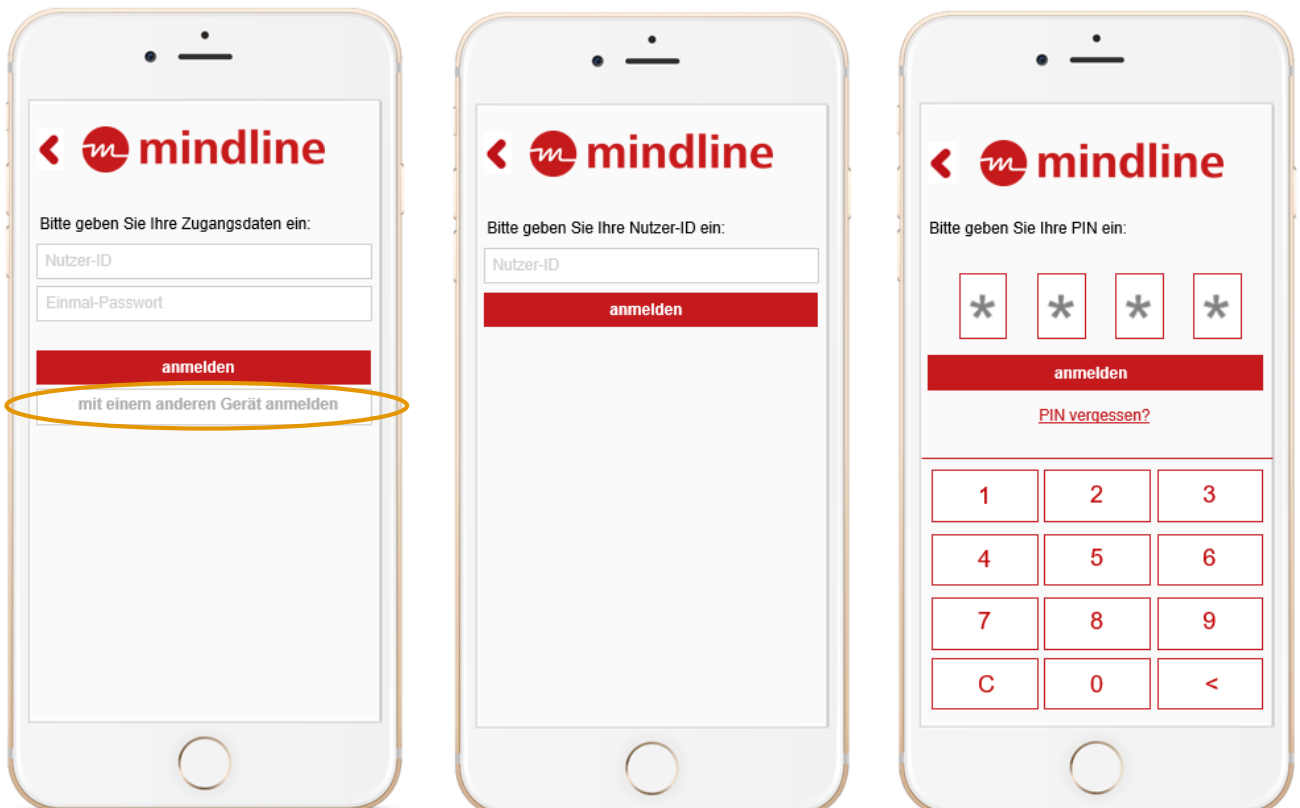 mindline
Bitte geben Sie Ihre Zugangsdaten ein:
Nutzer-ID
Einmal-Passwort
anmelden
mit einem anderen Gerät anmelden
mindline
Bitte geben Sie Ihre Nutzer-ID ein:
Nutzer-ID
anmelden
mindline
Bitte geben Sie Ihre PIN ein:
* * * *
anmelden
PIN vergessen?
1 2 3
4 5 6
7 8 9
C 0 <